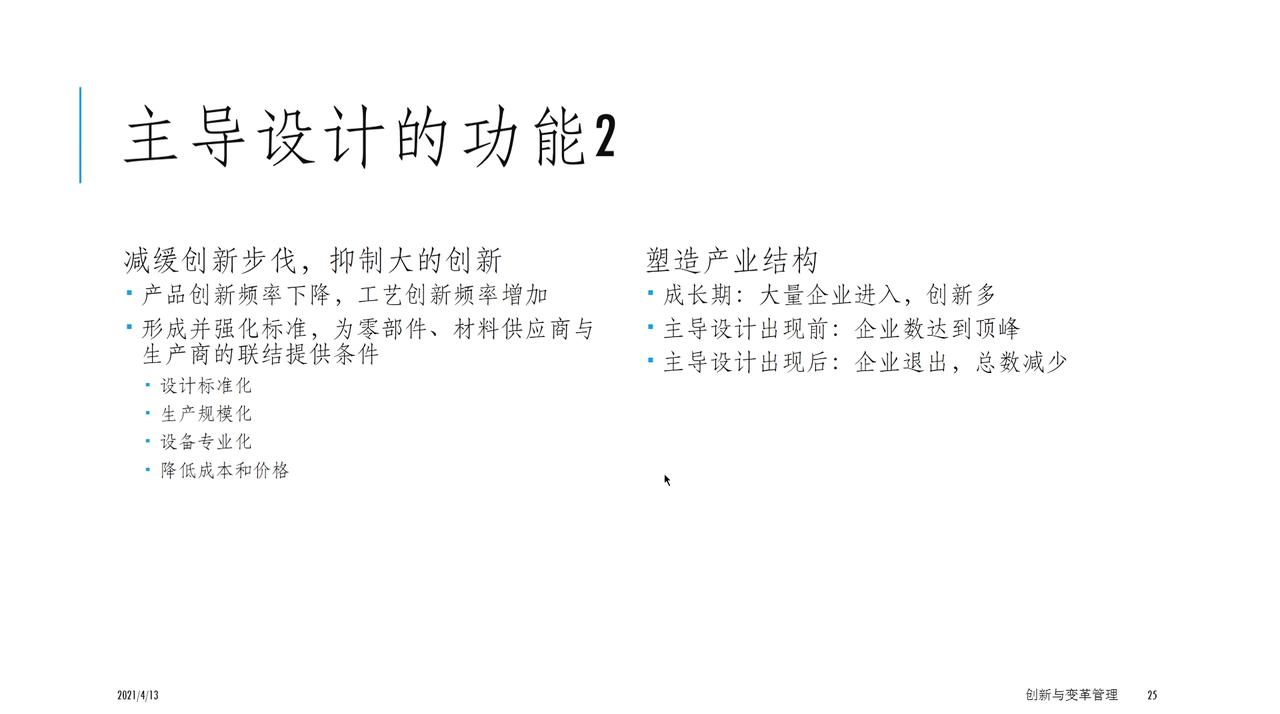 主导设计的功能2
减缓创新步伐，抑制大的创新
产品创新频率下降，工艺创新频率增加
形成并强化标准，为零部件、材料供应商与
生产商的联结提供条件
设计标准化
生产规模化
设备专业化
降低成本和价格
塑造产业结构
成长期：大量企业进入，创新多
主导设计出现前：企业数达到顶峰
主导设计出现后：企业退出，总数减少
2021/4/13
创新与变革管理
25